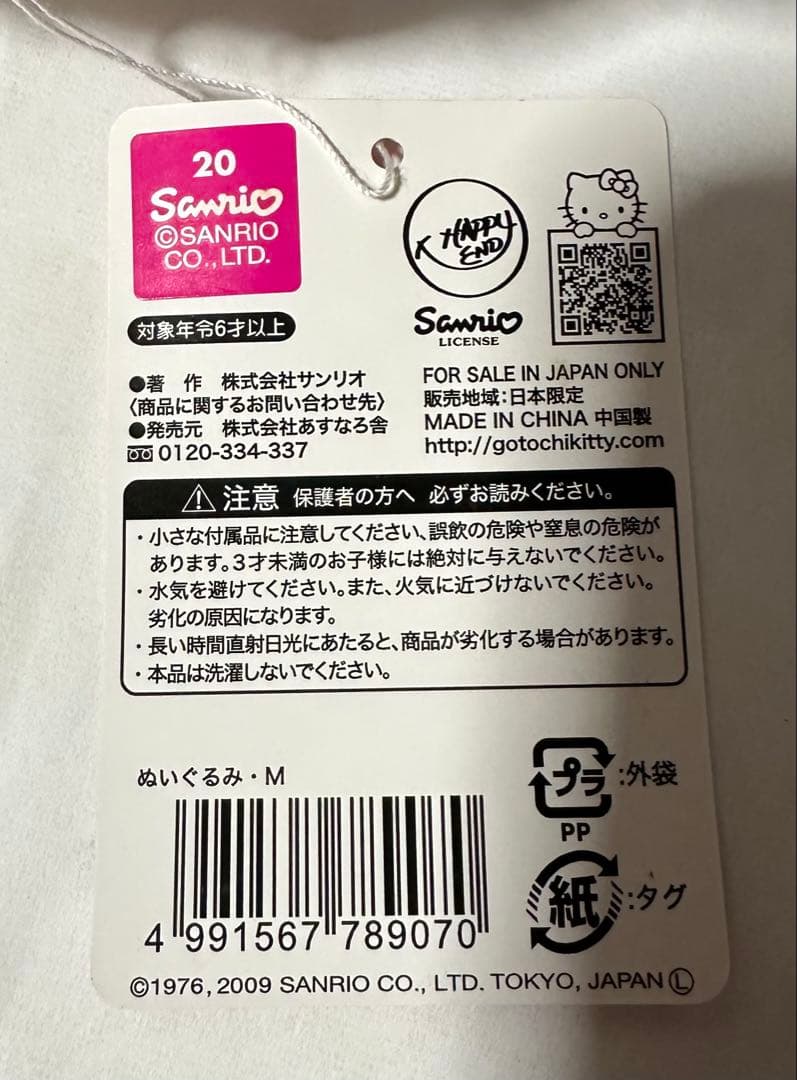 20
Sanrio
©SANRIO
CO.,LTD.
対象年令6才以上
K HAPPY
END
Sanrio
LICENSE
●著 作 株式会社サンリオ
〈商品に関するお問い合わせ先〉
●発売元 株式会社あすなろ舎
0120-334-337
FOR SALE IN JAPAN ONLY
販売地域:日本限定
MADE IN CHINA 中国製
http://gotochikitty.com
注意 保護者の方へ 必ずお読みください。
・小さな付属品に注意してください、誤飲の危険や窒息の危険が
あります。3才未満のお子様には絶対に与えないでください。
・水気を避けてください。また、火気に近づけないでください。
劣化の原因になります。
・長い時間直射日光にあたると、商品が劣化する場合があります。
・本品は洗濯しないでください。
ぬいぐるみ・M
4 991567 789070
プラ:外袋
PP
紙:タグ
©1976, 2009 SANRIO CO., LTD. TOKYO, JAPAN Ⓛ